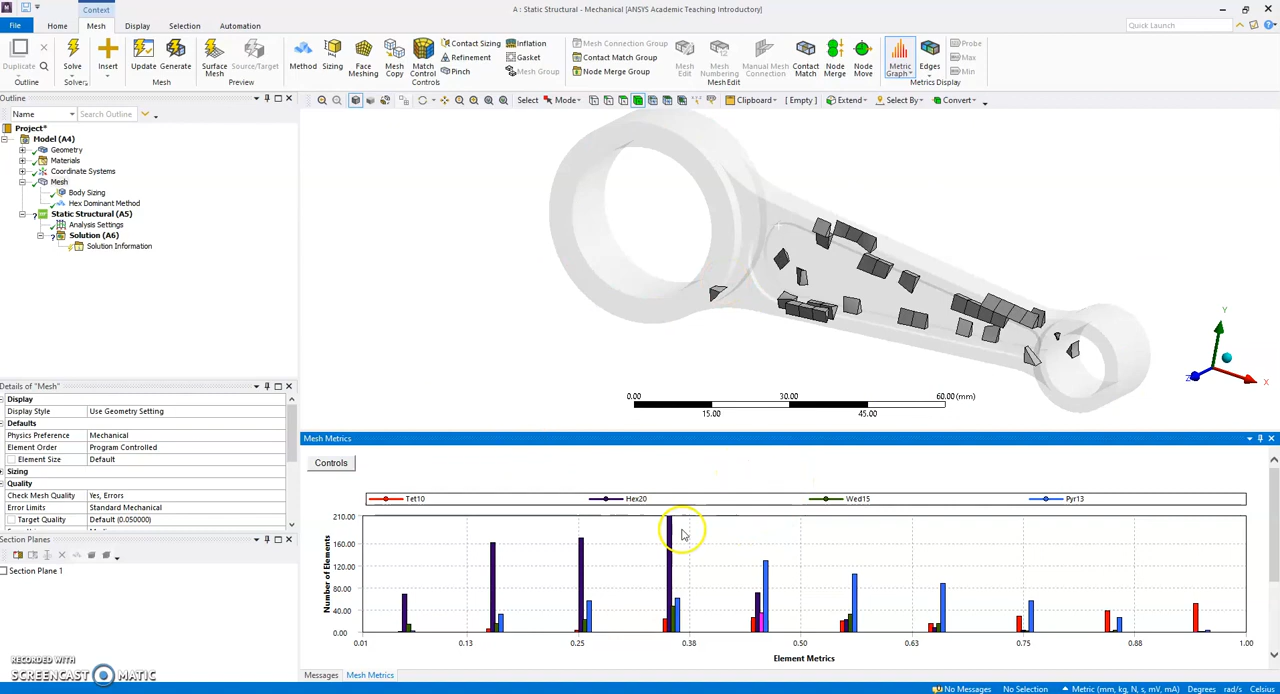 Context
A : Static Structural - Mechanical [ANSYS Academic Teaching Introductory]
File Home Mesh Display Selection Automation
Quick Launch
Duplicate
Outline
Solve
Solvers
Insert
Update Generate
Mesh
Surface Mesh
Source/Target
Preview
Method Sizing Face Meshing Mesh Copy Match Control
Contact Sizing
Refinement
Pinch
Inflation
Gasket
Mesh Group
Controls
Mesh Connection Group
Contact Match Group
Node Merge Group
Mesh Edit
Mesh Numbering
Manual Mesh Connection
Contact Match
Node Merge
Node Move
Mesh Edit
Metric Graph
Edges
Probe
Max
Min
Metrics Display
Outline
Select Mode Clipboard [ Empty ] Extend Select By Convert
Name Search Outline
Project*
Model (A4)
Geometry
Materials
Coordinate Systems
Mesh
Body Sizing
Hex Dominant Method
Static Structural (A5)
Analysis Settings
Solution (A6)
Solution Information
Y
X
Z
0.00 30.00 60.00 (mm)
15.00 45.00
Details of "Mesh"
Display
Display Style Use Geometry Setting
Defaults
Physics Preference Mechanical
Element Order Program Controlled
Element Size Default
Sizing
Quality
Check Mesh Quality Yes, Errors
Error Limits Standard Mechanical
Target Quality Default (0.050000)
Section Planes
Section Plane 1
Mesh Metrics
Controls
Tet10 Hex20 Wed15 Pyr13
Number of Elements
210.00
160.00
120.00
80.00
40.00
0.00
0.01 0.13 0.25 0.38 0.50 0.63 0.75 0.88 1.00
Element Metrics
Messages Mesh Metrics
RECORDED WITH
SCREENCAST MATIC
No Messages No Selection Metric (mm, kg, N, s, mV, mA) Degrees rad/s Celsius